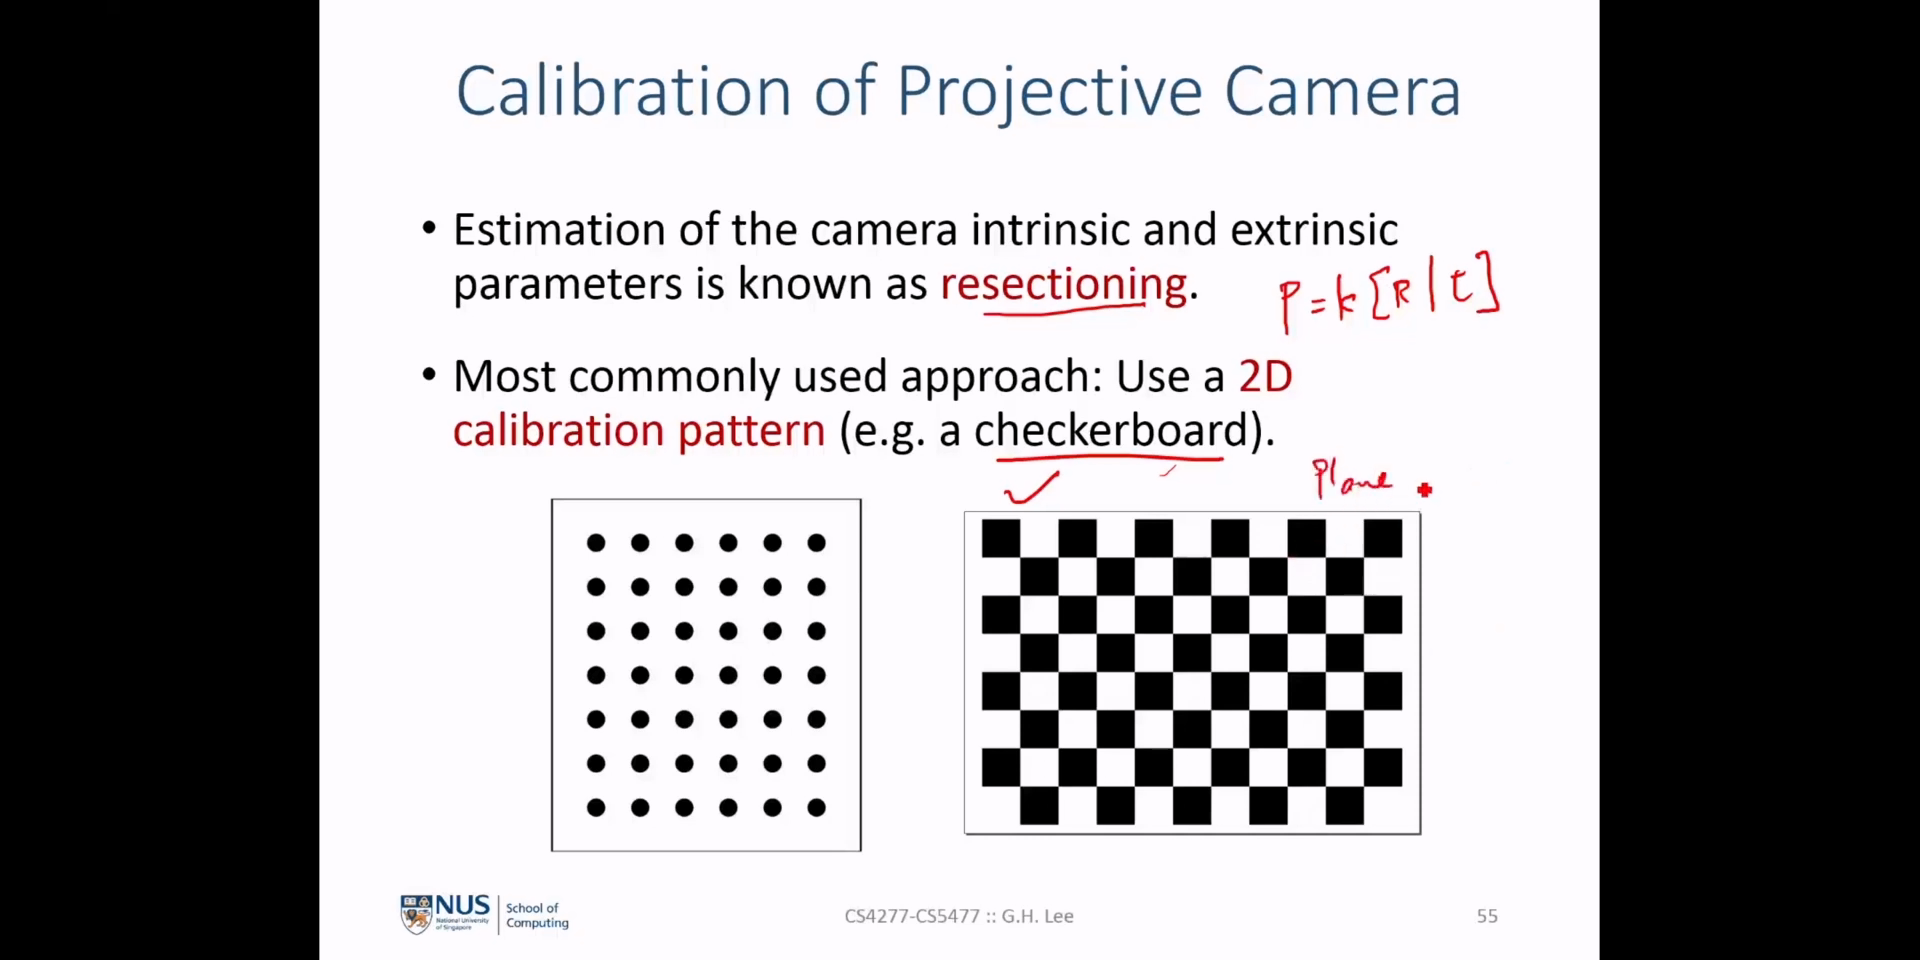 Calibration of Projective Camera
• Estimation of the camera intrinsic and extrinsic
parameters is known as resectioning.
P = K [R | t]
• Most commonly used approach: Use a 2D
calibration pattern (e.g. a checkerboard).
Plane
NUS
National University
of Singapore
School of
Computing
CS4277-CS5477 :: G.H. Lee
55